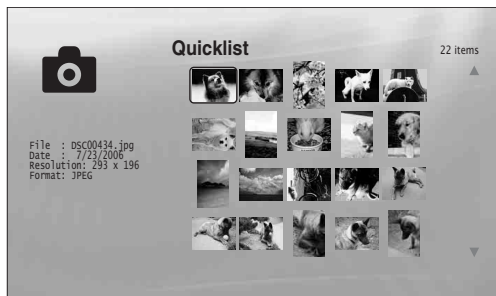 Quicklist
22 items
File : DSC00434.jpg
Date : 7/23/2006
Resolution: 293 x 196
Format: JPEG